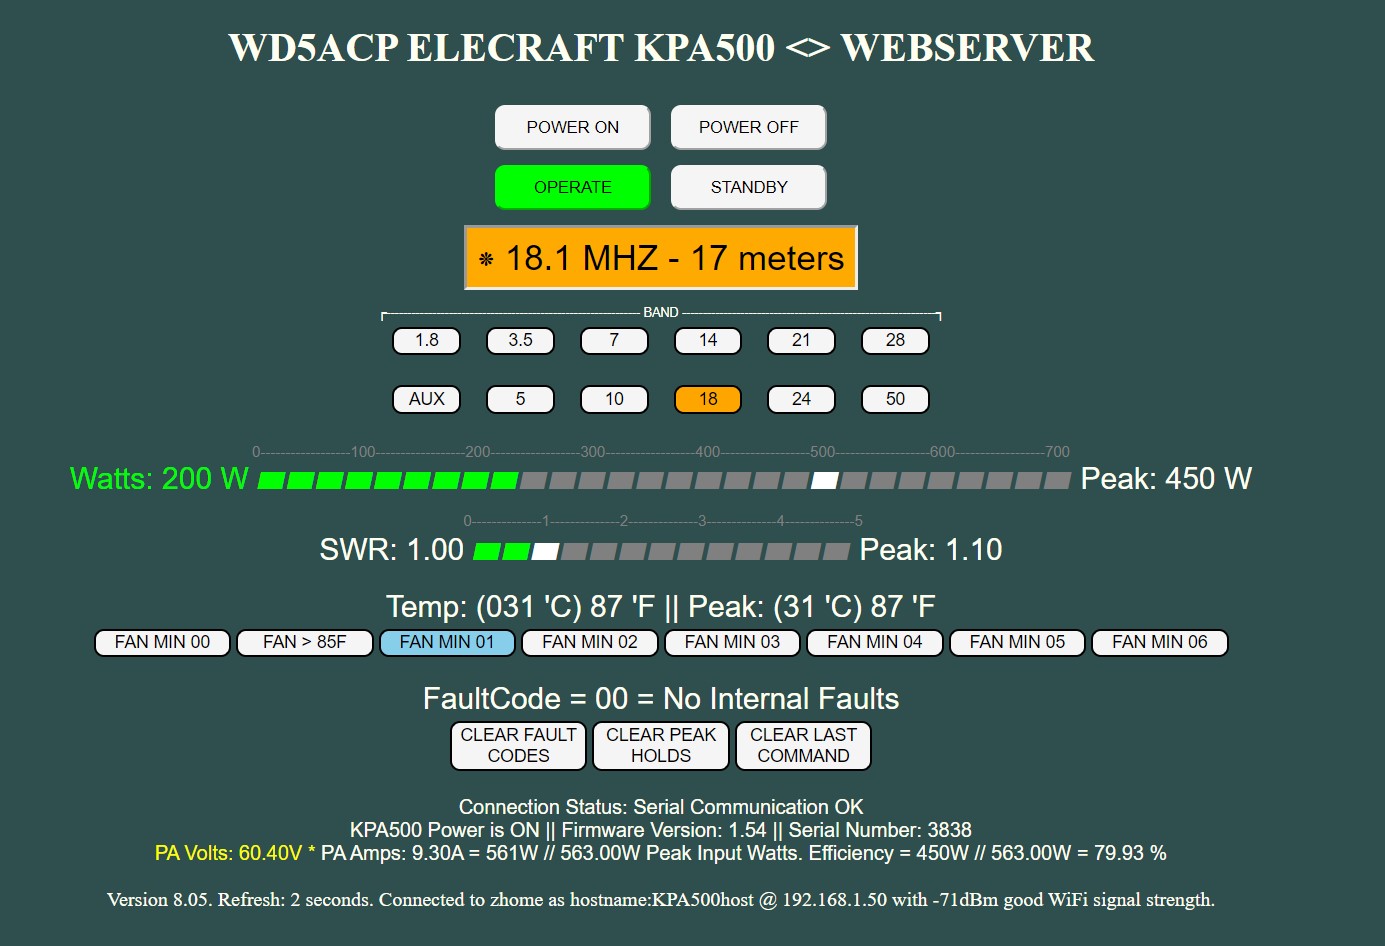 WD5ACP ELECRAFT KPA500 <> WEBSERVER
POWER ON POWER OFF
OPERATE STANDBY
❊ 18.1 MHZ - 17 meters
BAND
1.8 3.5 7 14 21 28
AUX 5 10 18 24 50
0 100 200 300 400 500 600 700
Watts: 200 W Peak: 450 W
0 1 2 3 4 5
SWR: 1.00 Peak: 1.10
Temp: (031 'C) 87 'F || Peak: (31 'C) 87 'F
FAN MIN 00 FAN > 85F FAN MIN 01 FAN MIN 02 FAN MIN 03 FAN MIN 04 FAN MIN 05 FAN MIN 06
FaultCode = 00 = No Internal Faults
CLEAR FAULT CODES CLEAR PEAK HOLDS CLEAR LAST COMMAND
Connection Status: Serial Communication OK
KPA500 Power is ON || Firmware Version: 1.54 || Serial Number: 3838
PA Volts: 60.40V * PA Amps: 9.30A = 561W // 563.00W Peak Input Watts. Efficiency = 450W // 563.00W = 79.93 %
Version 8.05. Refresh: 2 seconds. Connected to zhome as hostname:KPA500host @ 192.168.1.50 with -71dBm good WiFi signal strength.